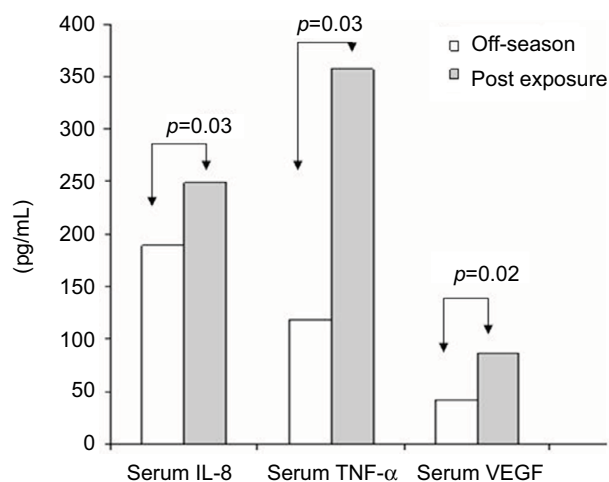 400
350
300
250
200
150
100
50
0
(pg/mL)
p=0.03
p=0.03
p=0.02
Off-season
Post exposure
Serum IL-8 Serum TNF-α Serum VEGF